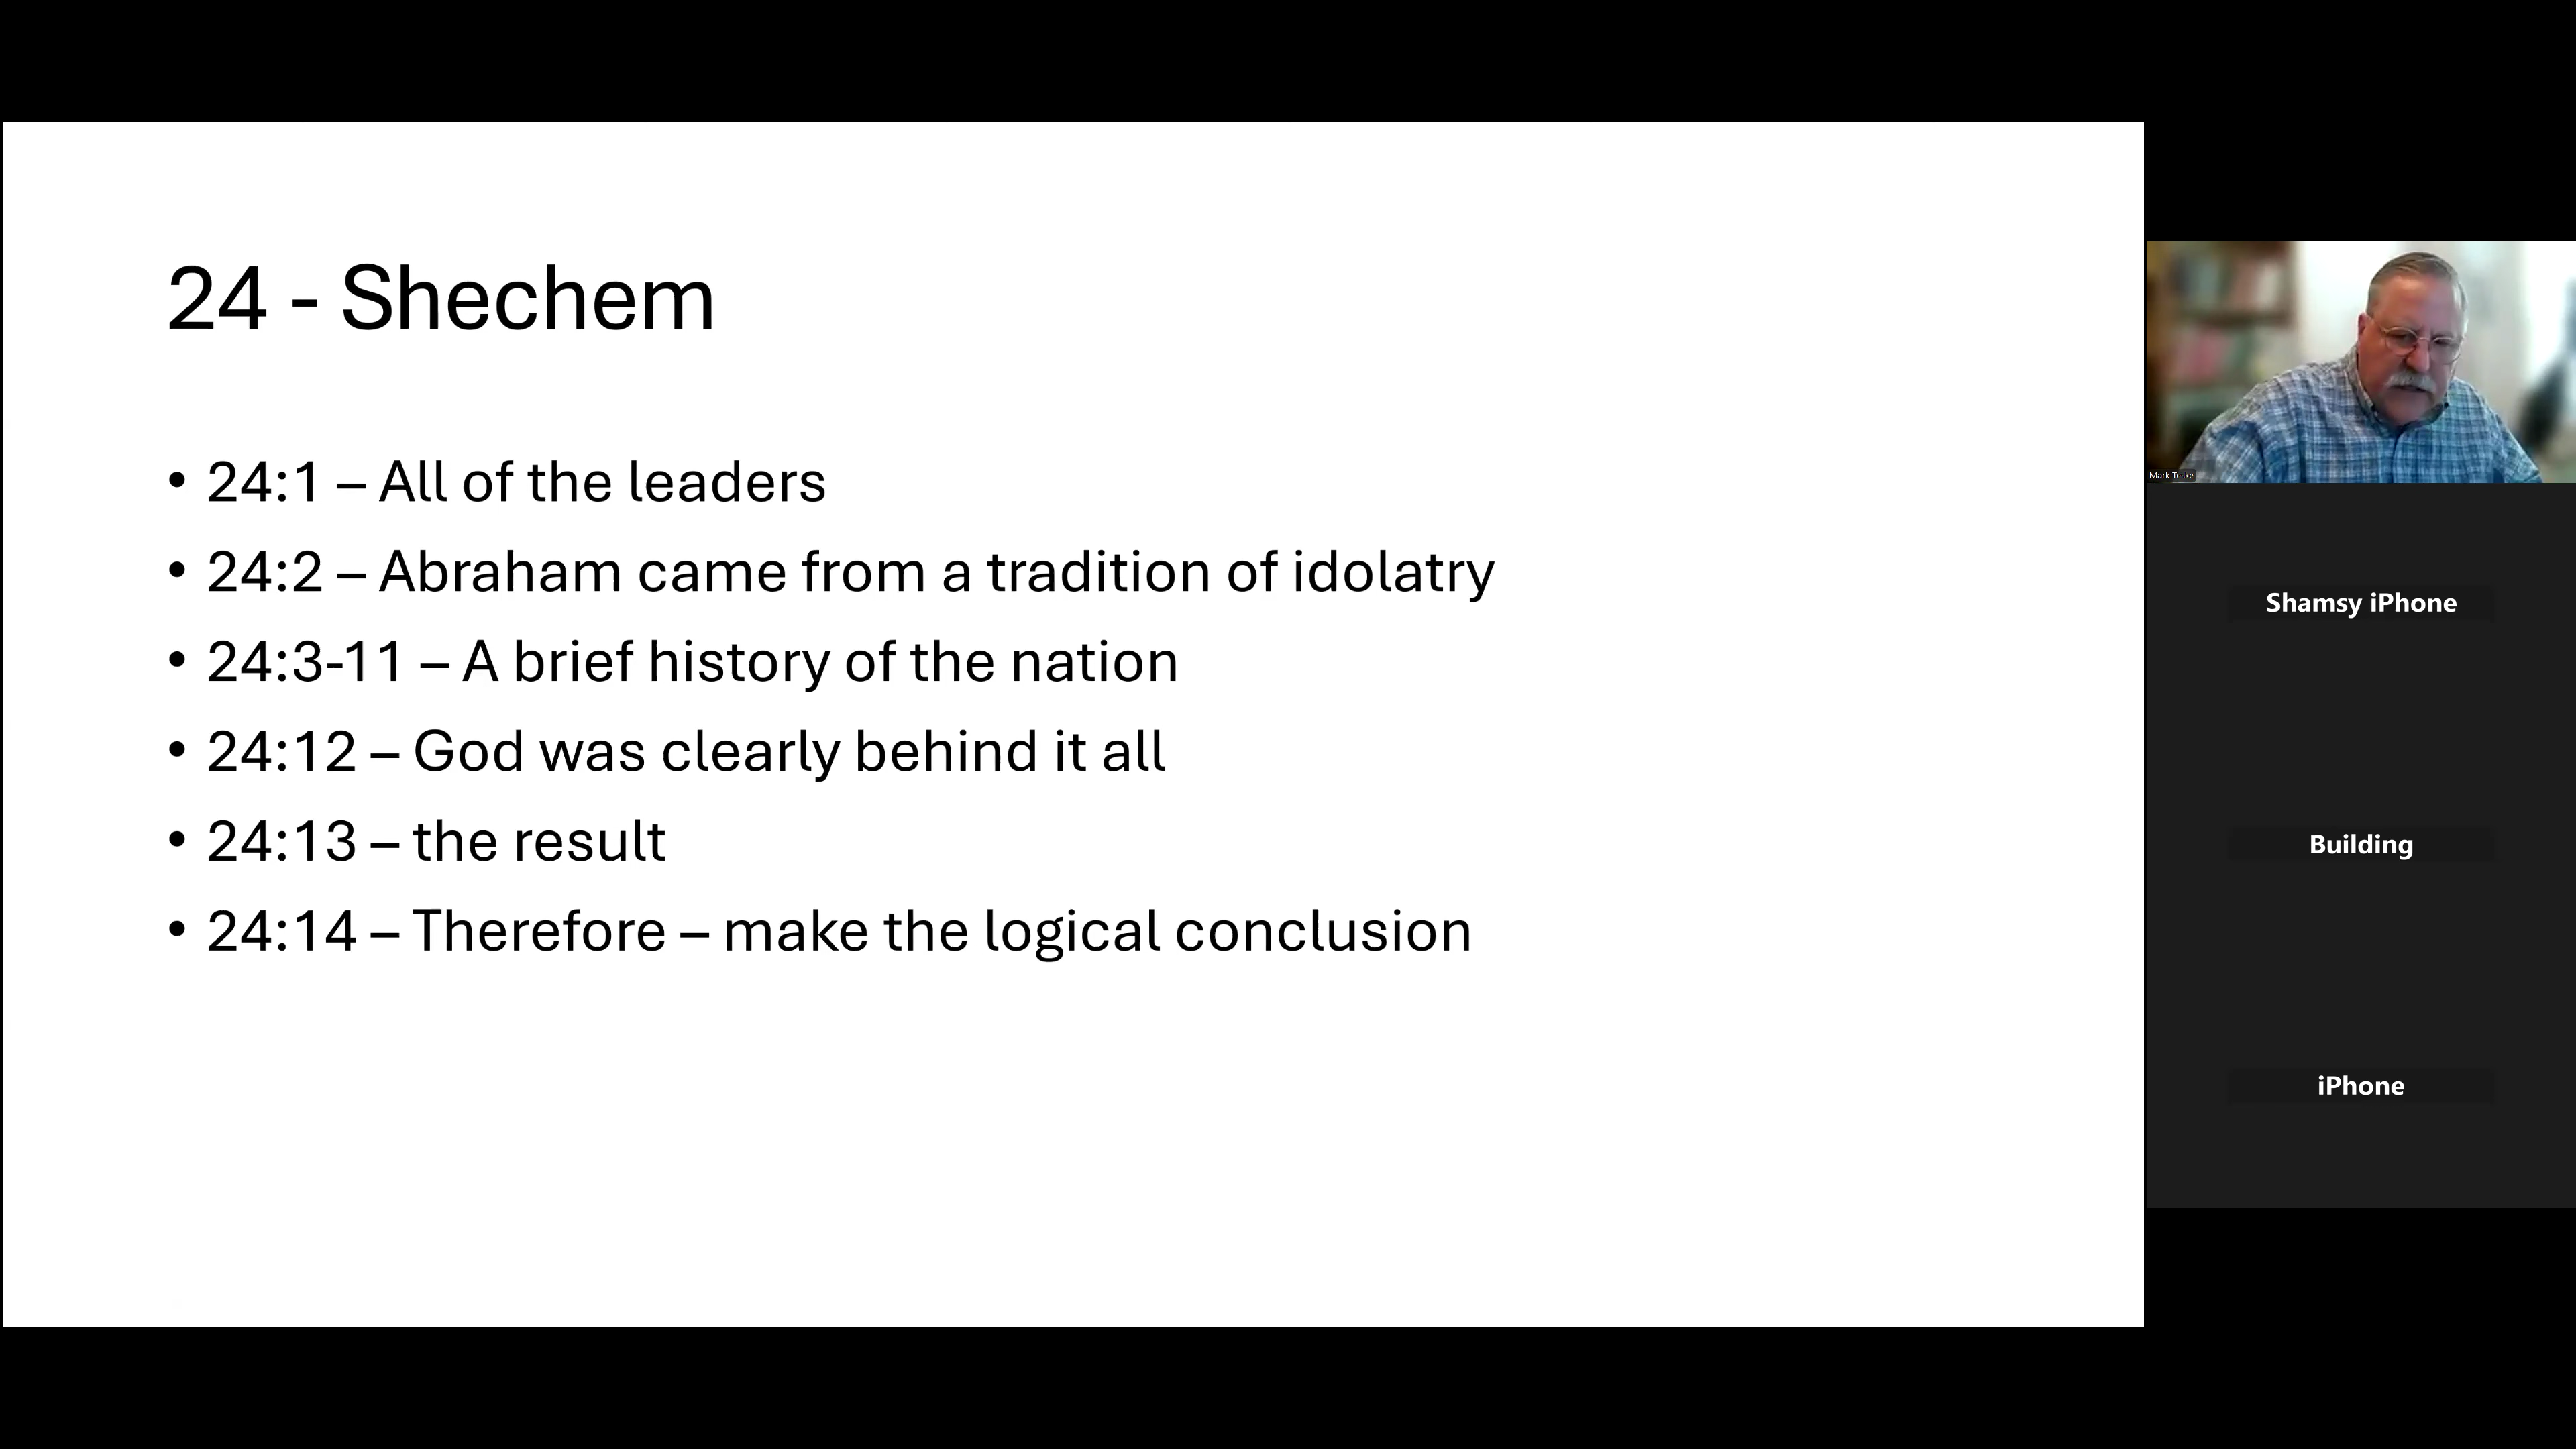 24 - Shechem
• 24:1 – All of the leaders
• 24:2 – Abraham came from a tradition of idolatry
• 24:3-11 – A brief history of the nation
• 24:12 – God was clearly behind it all
• 24:13 – the result
• 24:14 – Therefore – make the logical conclusion
Mark Teske
Shamsy iPhone
Building
iPhone